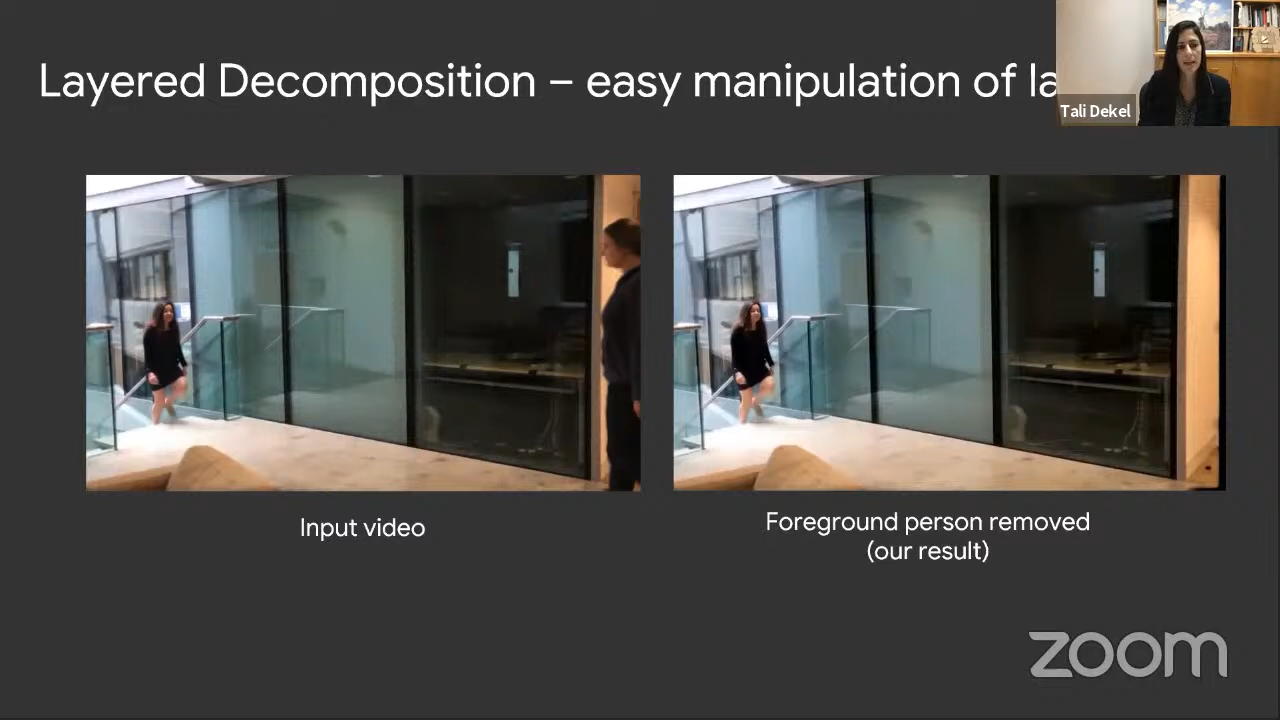 Layered Decomposition – easy manipulation of la
Tali Dekel
Input video
Foreground person removed
(our result)
zoom